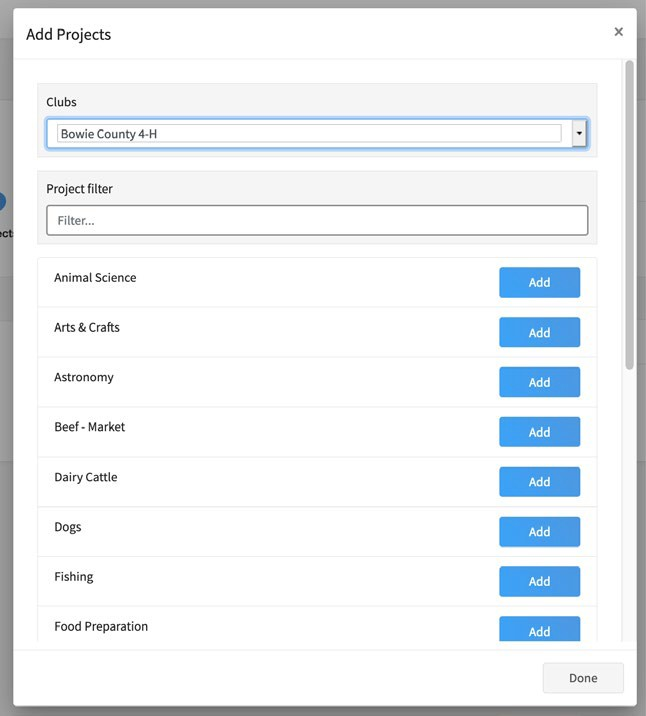 Add Projects
×
Clubs
Bowie County 4-H
Project filter
Filter...
Animal Science Add
Arts & Crafts Add
Astronomy Add
Beef - Market Add
Dairy Cattle Add
Dogs Add
Fishing Add
Food Preparation Add
Done